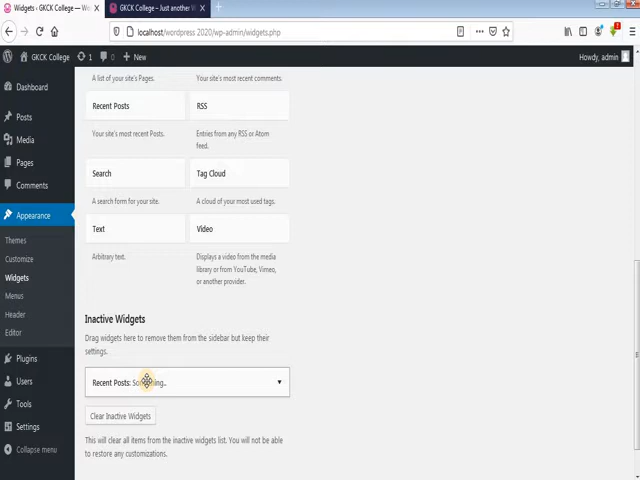 Widgets ‹ GKCK College — Word × GKCK College – Just another W ×
localhost/wordpress 2020/wp-admin/widgets.php
GKCK College 1 0 + New Howdy, admin
Dashboard
Posts
Media
Pages
Comments
Appearance
Themes
Customize
Widgets
Menus
Header
Editor
Plugins
Users
Tools
Settings
Collapse menu
A list of your site's Pages. Your site's most recent comments.
Recent Posts RSS
Your site's most recent Posts. Entries from any RSS or Atom
feed.
Search Tag Cloud
A search form for your site. A cloud of your most used tags.
Text Video
Arbitrary text. Displays a video from the media
library or from YouTube, Vimeo,
or another provider.
Inactive Widgets
Drag widgets here to remove them from the sidebar but keep their
settings.
Recent Posts:
Clear Inactive Widgets
This will clear all items from the inactive widgets list. You will not be able
to restore any customizations.